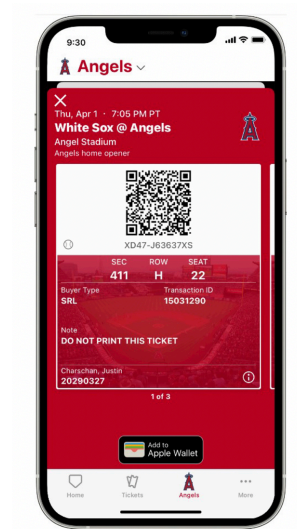 9:30
Angels
Thu, Apr 1 · 7:05 PM PT
White Sox @ Angels
Angel Stadium
Angels home opener
XD47-J63637XS
SEC ROW SEAT
411 H 22
Buyer Type Transaction ID
SRL 15031290
Note
DO NOT PRINT THIS TICKET
Charschan, Justin
20290327
1 of 3
Add to
Apple Wallet
Home Tickets Angels More